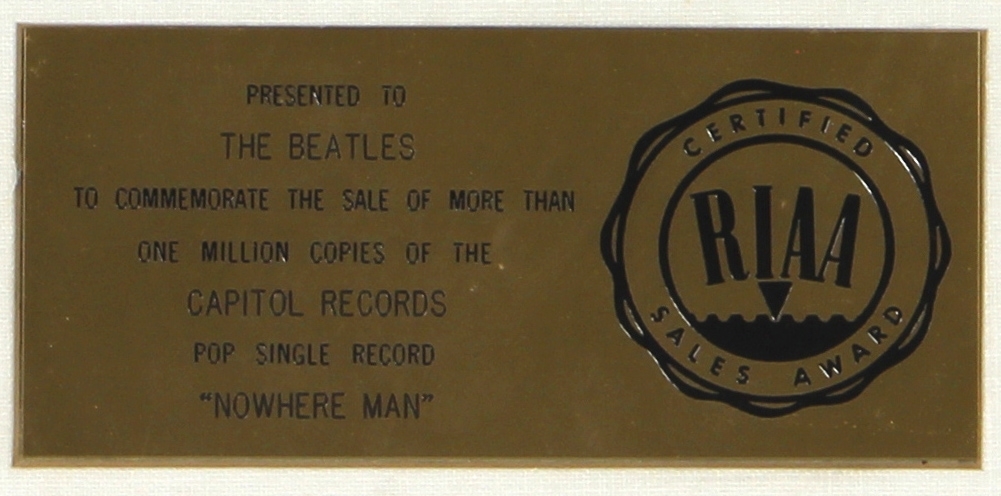 PRESENTED TO
THE BEATLES
TO COMMEMORATE THE SALE OF MORE THAN
ONE MILLION COPIES OF THE
CAPITOL RECORDS
POP SINGLE RECORD
"NOWHERE MAN"
CERTIFIED
RIAA
SALES AWARD